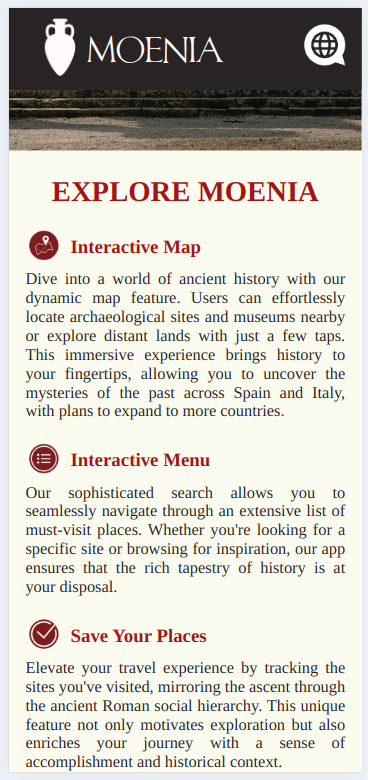 MOENIA
EXPLORE MOENIA
Interactive Map
Dive into a world of ancient history with our
dynamic map feature. Users can effortlessly
locate archaeological sites and museums nearby
or explore distant lands with just a few taps.
This immersive experience brings history to
your fingertips, allowing you to uncover the
mysteries of the past across Spain and Italy,
with plans to expand to more countries.
Interactive Menu
Our sophisticated search allows you to
seamlessly navigate through an extensive list of
must-visit places. Whether you're looking for a
specific site or browsing for inspiration, our app
ensures that the rich tapestry of history is at
your disposal.
Save Your Places
Elevate your travel experience by tracking the
sites you've visited, mirroring the ascent through
the ancient Roman social hierarchy. This unique
feature not only motivates exploration but also
enriches your journey with a sense of
accomplishment and historical context.